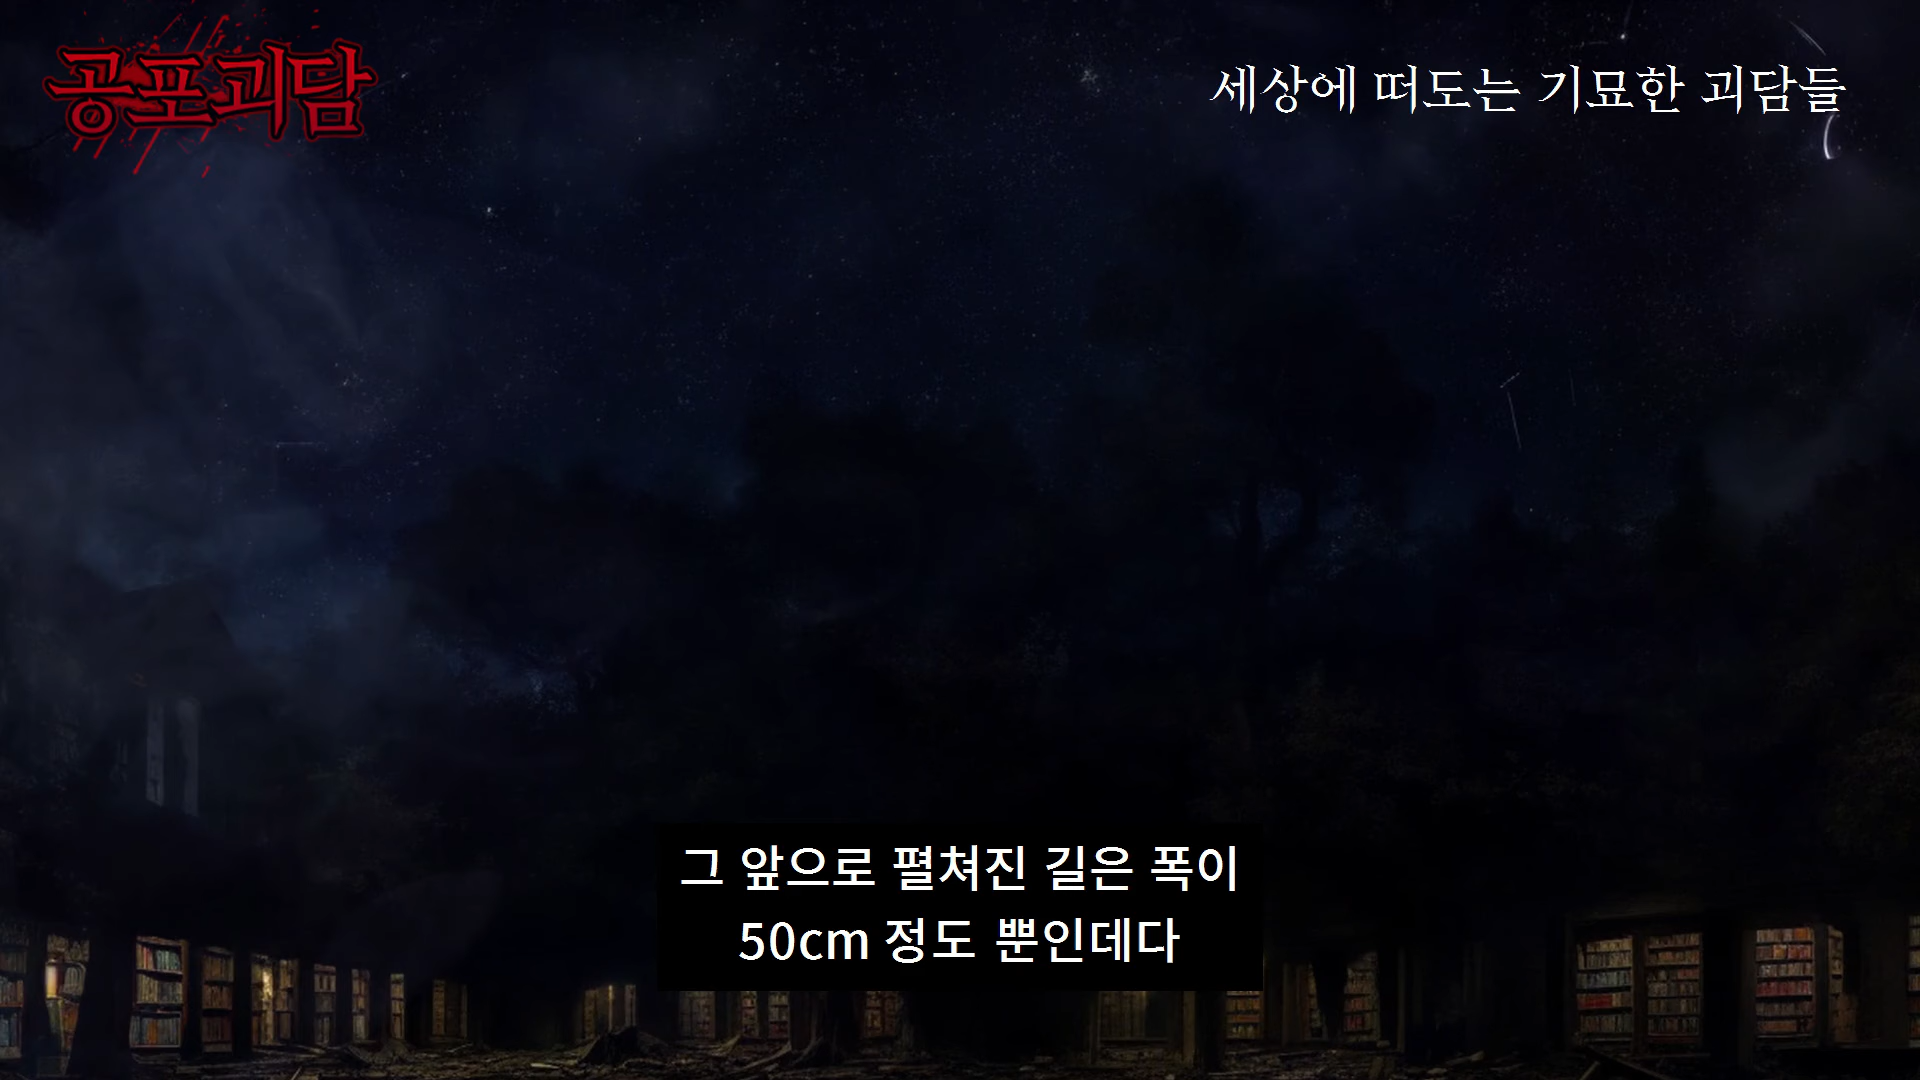 공포괴담
세상에 떠도는 기묘한 괴담들
그 앞으로 펼쳐진 길은 폭이
50cm 정도 뿐인데다